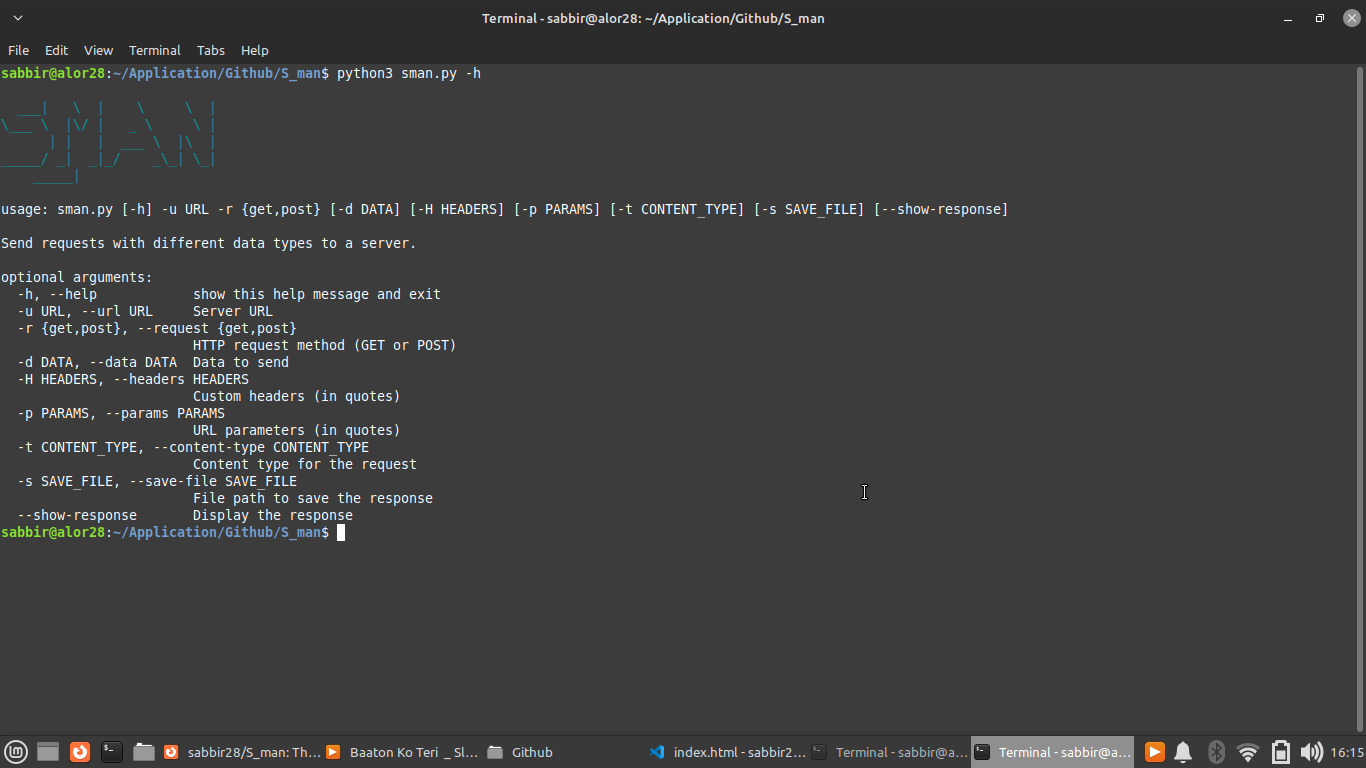 Terminal - sabbir@alor28: ~/Application/Github/S_man
File Edit View Terminal Tabs Help
sabbir@alor28:~/Application/Github/S_man$ python3 sman.py -h
  ___|   \  |    \     \  |
\___ \  |\/ |   _ \     \ |
      | |   |  ___ \  |\  |
_____/ _|  _|_/    _\_| \_|
    _____|
usage: sman.py [-h] -u URL -r {get,post} [-d DATA] [-H HEADERS] [-p PARAMS] [-t CONTENT_TYPE] [-s SAVE_FILE] [--show-response]
Send requests with different data types to a server.
optional arguments:
  -h, --help            show this help message and exit
  -u URL, --url URL     Server URL
  -r {get,post}, --request {get,post}
                        HTTP request method (GET or POST)
  -d DATA, --data DATA  Data to send
  -H HEADERS, --headers HEADERS
                        Custom headers (in quotes)
  -p PARAMS, --params PARAMS
                        URL parameters (in quotes)
  -t CONTENT_TYPE, --content-type CONTENT_TYPE
                        Content type for the request
  -s SAVE_FILE, --save-file SAVE_FILE
                        File path to save the response
  --show-response       Display the response
sabbir@alor28:~/Application/Github/S_man$
sabbir28/S_man: Th... Baaton Ko Teri _ Sl... Github index.html - sabbir2... Terminal - sabbir@a... Terminal - sabbir@a... 16:15